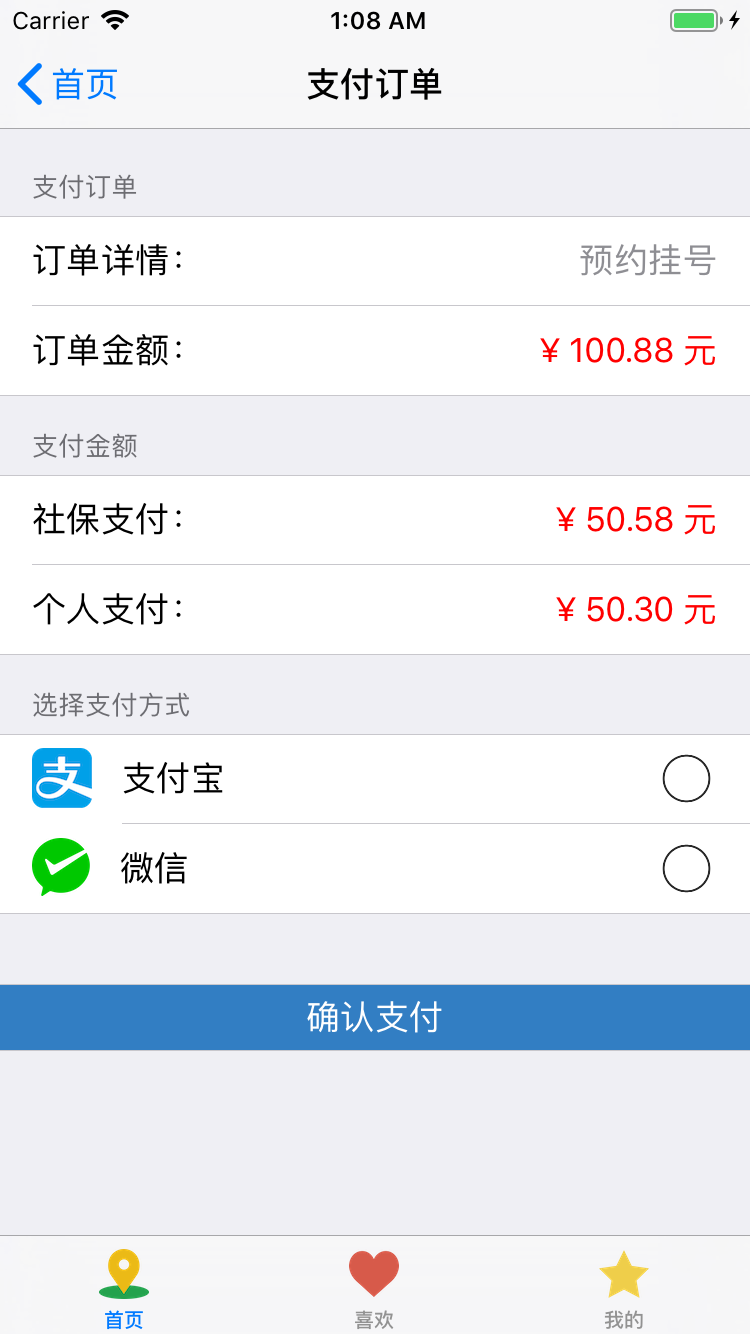 Carrier 1:08 AM
首页 支付订单
支付订单
订单详情： 预约挂号
订单金额： ¥ 100.88 元
支付金额
社保支付： ¥ 50.58 元
个人支付： ¥ 50.30 元
选择支付方式
支 支付宝
微信
确认支付
首页 喜欢 我的